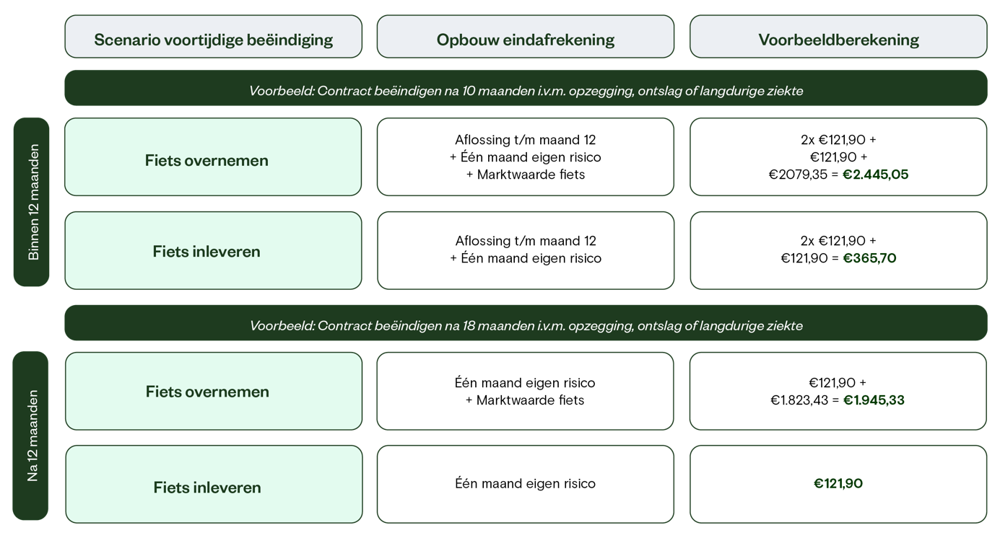 Scenario voortijdige beëindiging
Opbouw eindafrekening
Voorbeeldberekening
Voorbeeld: Contract beëindigen na 10 maanden i.v.m. opzegging, ontslag of langdurige ziekte
Binnen 12 maanden
Fiets overnemen
Aflossing t/m maand 12
+ Één maand eigen risico
+ Marktwaarde fiets
2x €121,90 +
€121,90 +
€2079,35 = €2.445,05
Fiets inleveren
Aflossing t/m maand 12
+ Één maand eigen risico
2x €121,90 +
€121,90 = €365,70
Voorbeeld: Contract beëindigen na 18 maanden i.v.m. opzegging, ontslag of langdurige ziekte
Na 12 maanden
Fiets overnemen
Één maand eigen risico
+ Marktwaarde fiets
€121,90 +
€1.823,43 = €1.945,33
Fiets inleveren
Één maand eigen risico
€121,90